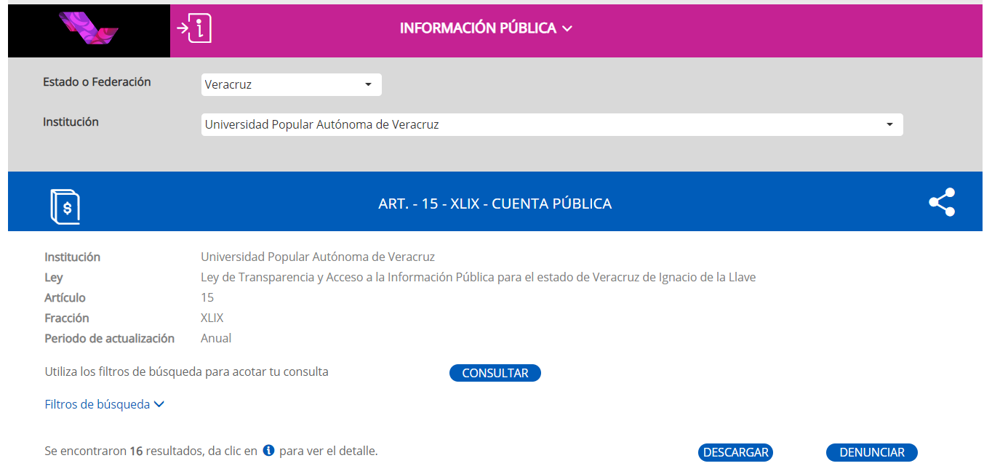 INFORMACIÓN PÚBLICA
Estado o Federación Veracruz
Institución Universidad Popular Autónoma de Veracruz
ART. - 15 - XLIX - CUENTA PÚBLICA
Institución Universidad Popular Autónoma de Veracruz
Ley Ley de Transparencia y Acceso a la Información Pública para el estado de Veracruz de Ignacio de la Llave
Artículo 15
Fracción XLIX
Periodo de actualización Anual
Utiliza los filtros de búsqueda para acotar tu consulta CONSULTAR
Filtros de búsqueda
Se encontraron 16 resultados, da clic en i para ver el detalle. DESCARGAR DENUNCIAR